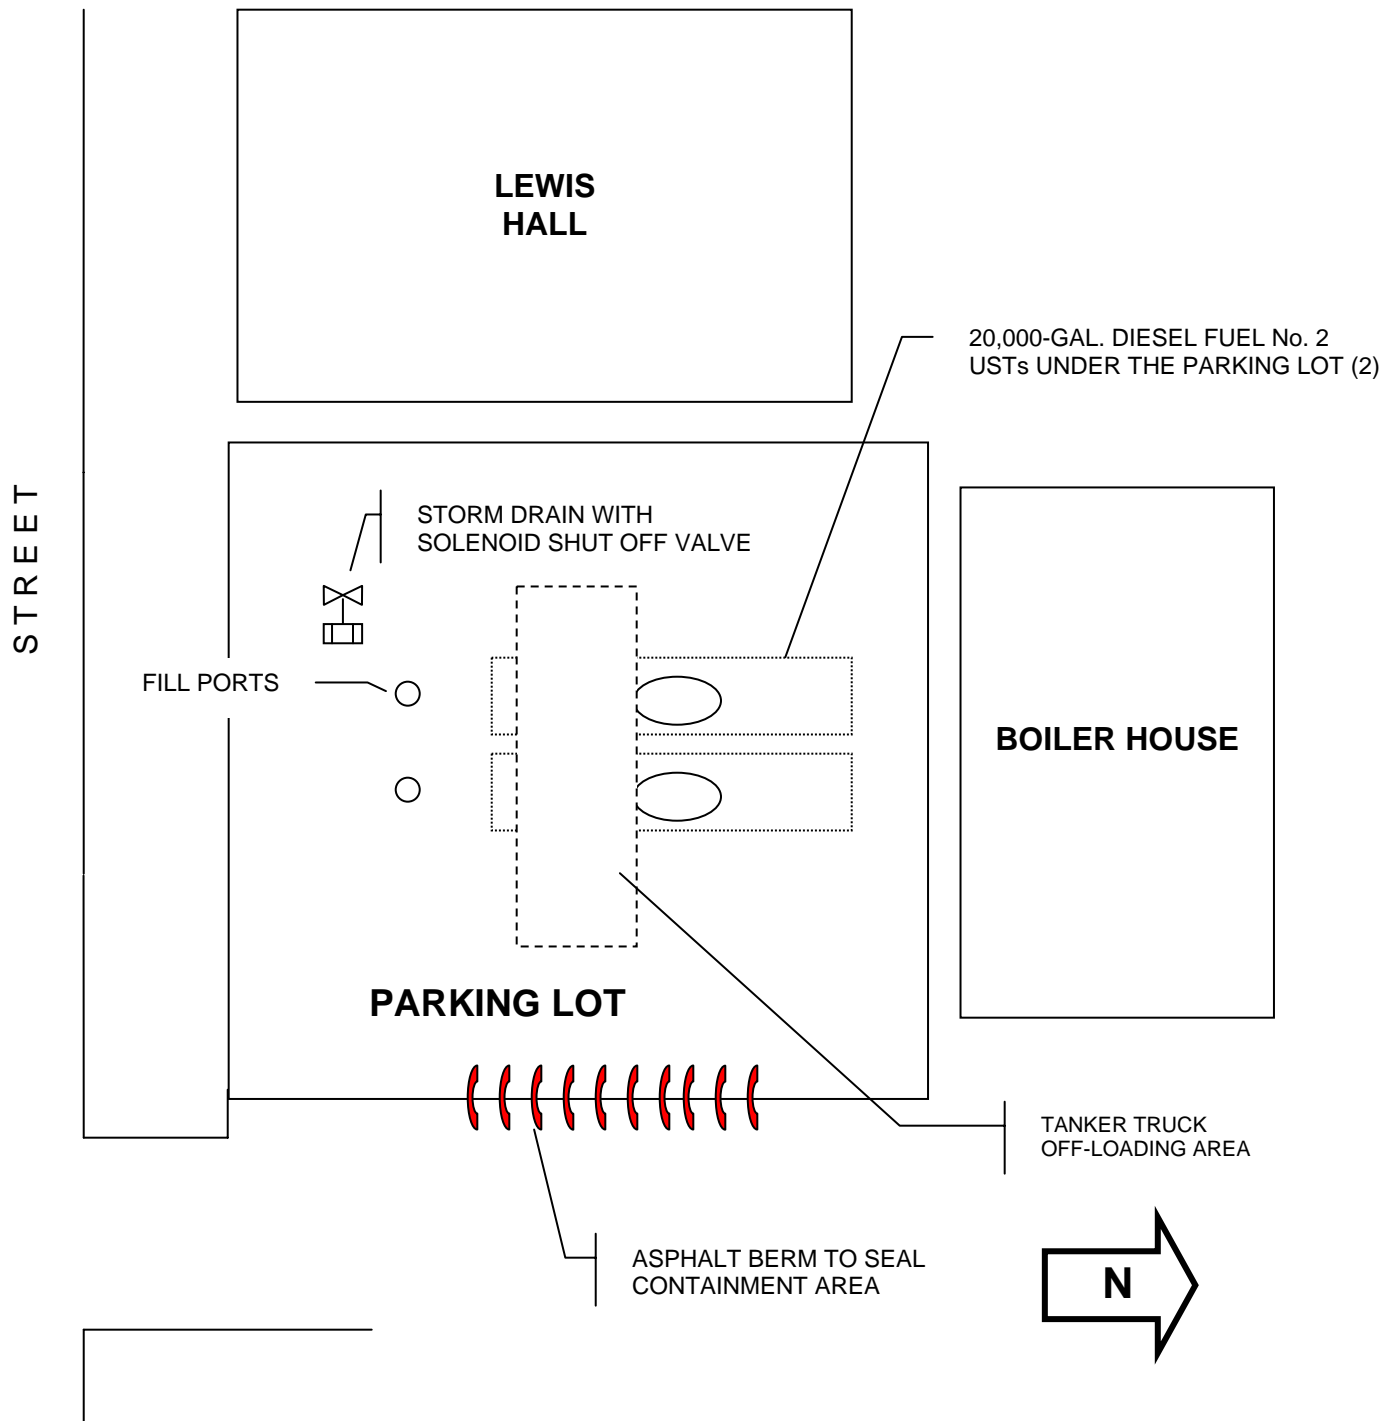 LEWIS
HALL
20,000-GAL. DIESEL FUEL No. 2
USTs UNDER THE PARKING LOT (2)
STREET
STORM DRAIN WITH
SOLENOID SHUT OFF VALVE
FILL PORTS
BOILER HOUSE
PARKING LOT
TANKER TRUCK
OFF-LOADING AREA
ASPHALT BERM TO SEAL
CONTAINMENT AREA
N